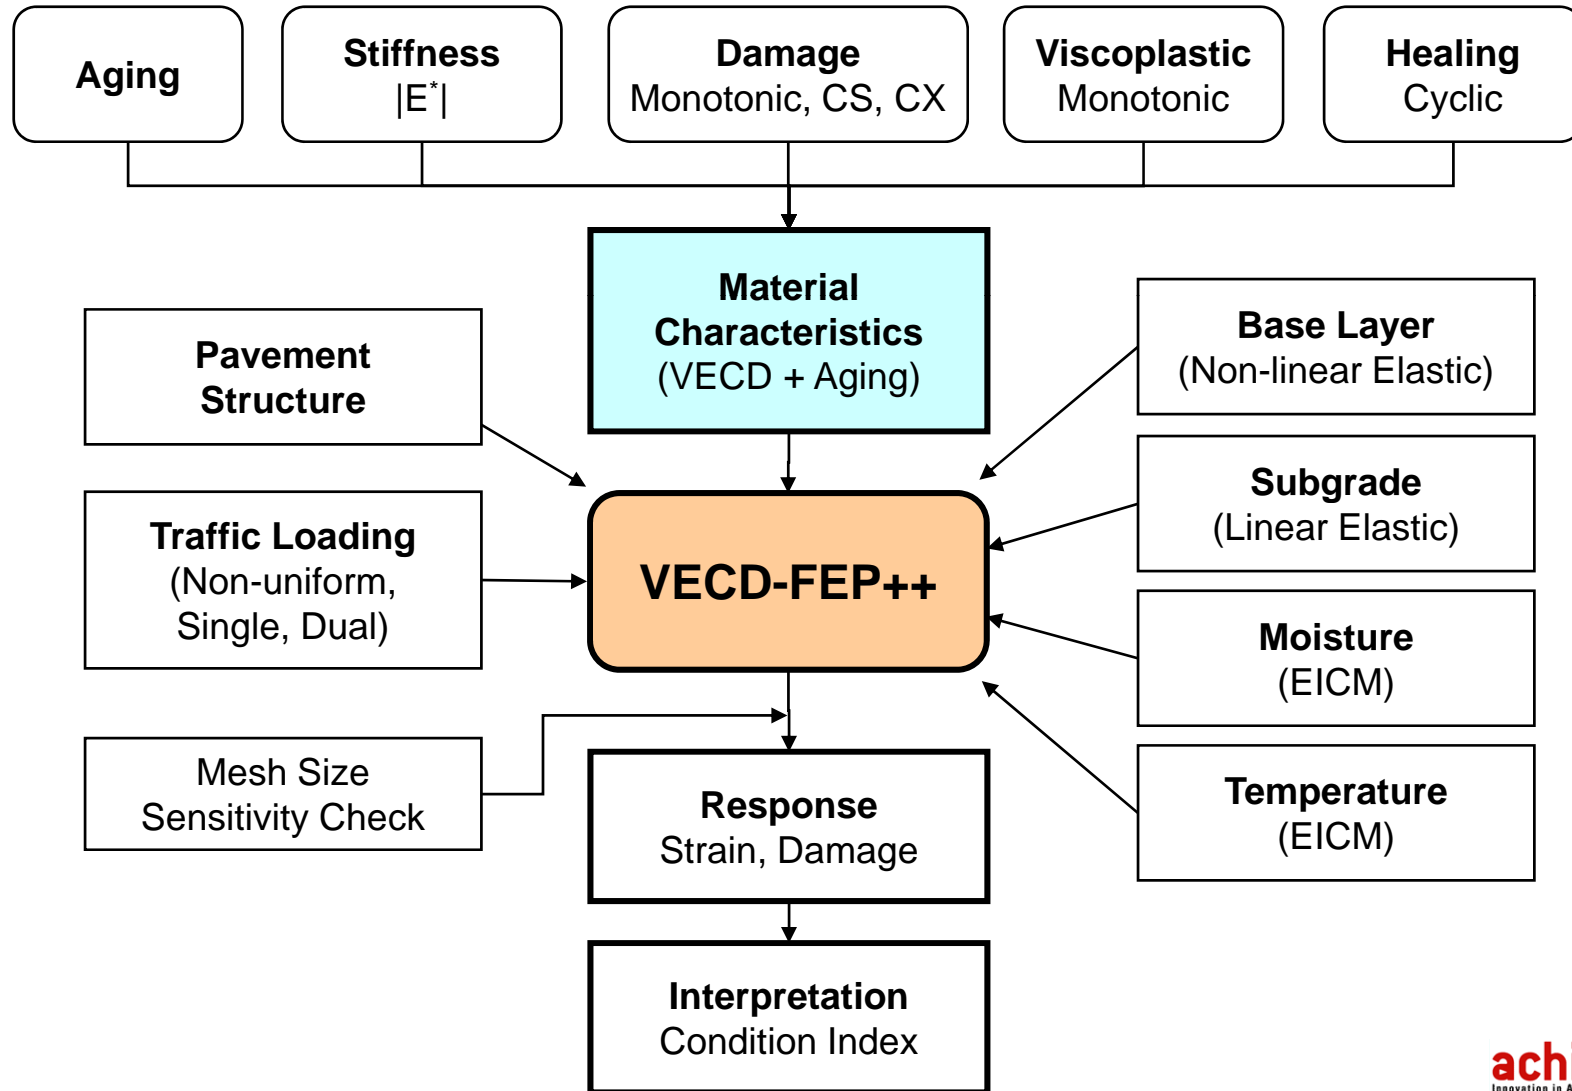 Aging
Stiffness
|E*|
Damage
Monotonic, CS, CX
Viscoplastic
Monotonic
Healing
Cyclic
Material
Characteristics
(VECD + Aging)
Pavement
Structure
Base Layer
(Non-linear Elastic)
Traffic Loading
(Non-uniform,
Single, Dual)
VECD-FEP++
Subgrade
(Linear Elastic)
Moisture
(EICM)
Mesh Size
Sensitivity Check
Response
Strain, Damage
Temperature
(EICM)
Interpretation
Condition Index
Innovation in A